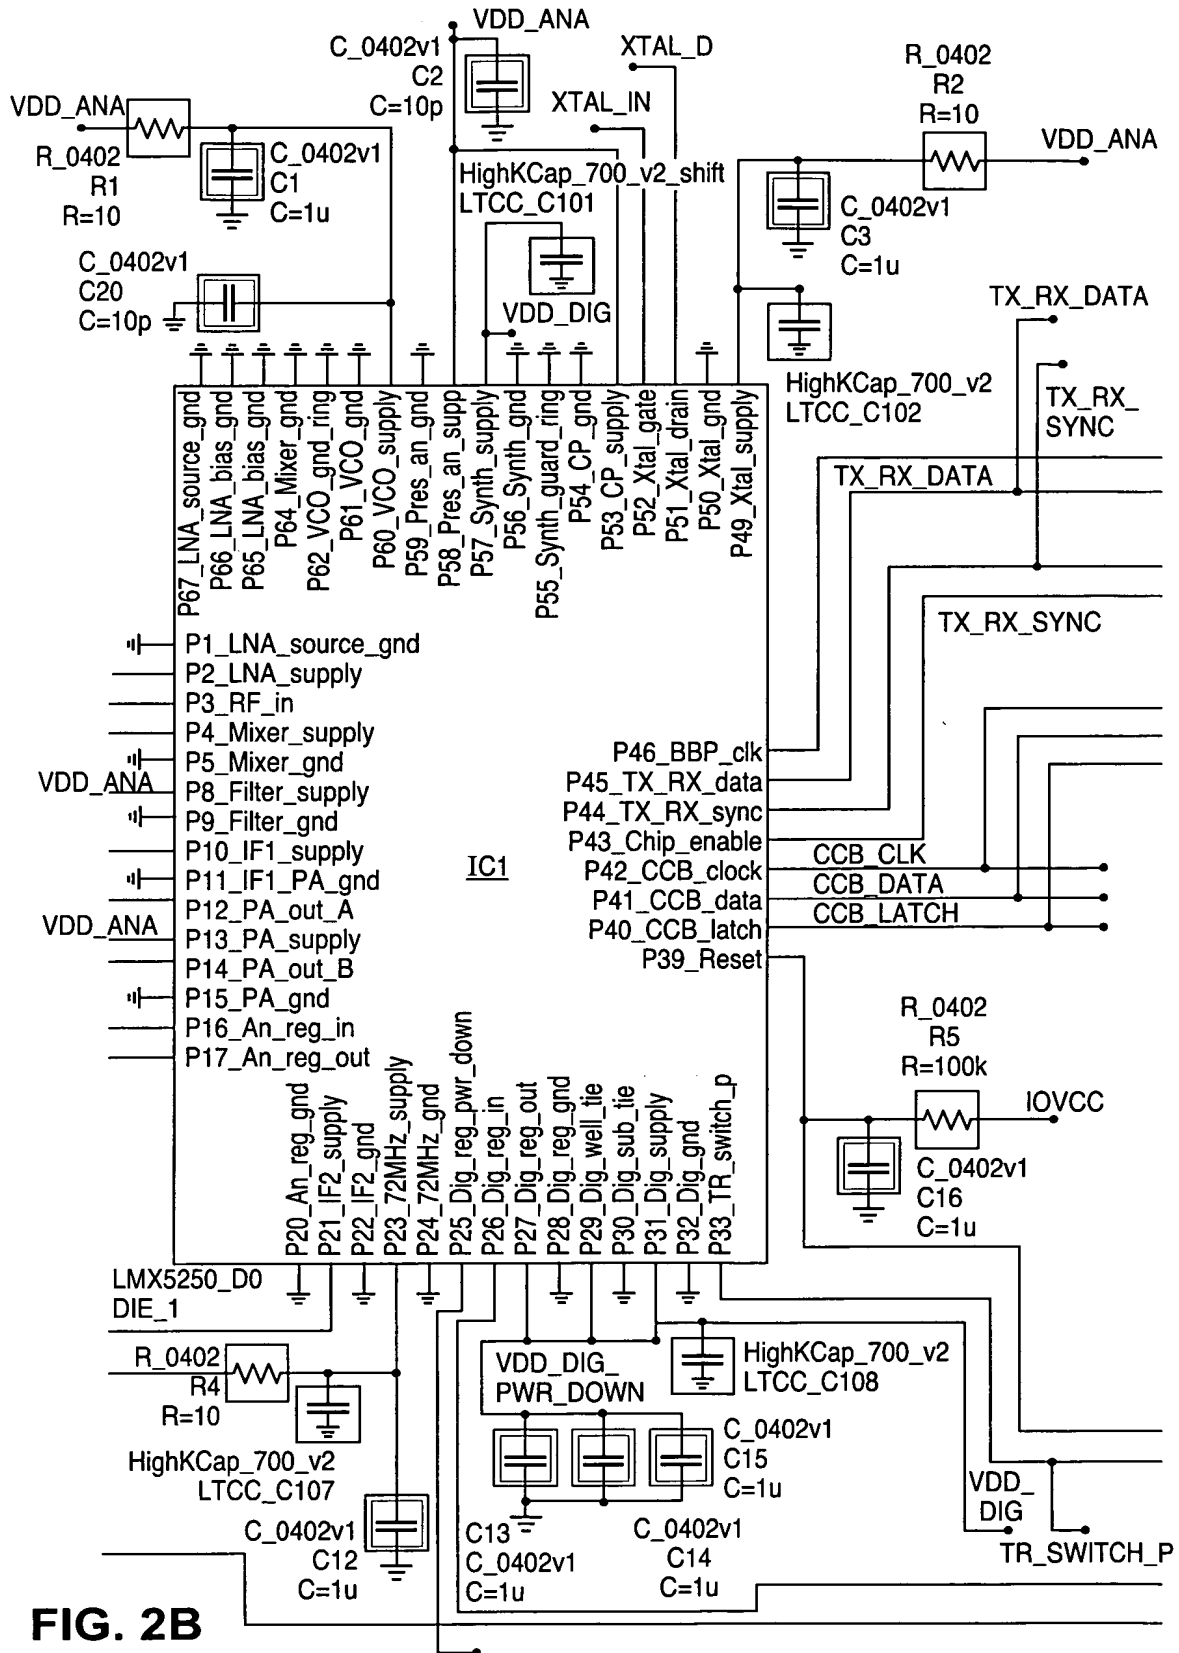 VDD_ANA
C_0402v1
C2
C=10p
XTAL_D
XTAL_IN
R_0402
R2
R=10
VDD_ANA
VDD_ANA
R_0402
R1
R=10
C_0402v1
C1
C=1u
HighKCap_700_v2_shift
LTCC_C101
C_0402v1
C3
C=1u
C_0402v1
C20
C=10p
VDD_DIG
HighKCap_700_v2
LTCC_C102
TX_RX_DATA
TX_RX_
SYNC
P67_LNA_source_gnd
P66_LNA_bias_gnd
P65_LNA_bias_gnd
P64_Mixer_gnd
P62_VCO_gnd_ring
P61_VCO_gnd
P60_VCO_supply
P59_Pres_an_gnd
P58_Pres_an_supp
P57_Synth_supply
P56_Synth_gnd
P55_Synth_guard_ring
P54_CP_gnd
P53_CP_supply
P52_Xtal_gate
P51_Xtal_drain
P50_Xtal_gnd
P49_Xtal_supply
TX_RX_DATA
TX_RX_SYNC
P1_LNA_source_gnd
P2_LNA_supply
P3_RF_in
P4_Mixer_supply
P5_Mixer_gnd
VDD_ANA
P8_Filter_supply
P9_Filter_gnd
P10_IF1_supply
P11_IF1_PA_gnd
P12_PA_out_A
VDD_ANA
P13_PA_supply
P14_PA_out_B
P15_PA_gnd
P16_An_reg_in
P17_An_reg_out
IC1
P46_BBP_clk
P45_TX_RX_data
P44_TX_RX_sync
P43_Chip_enable
P42_CCB_clock
P41_CCB_data
P40_CCB_latch
P39_Reset
CCB_CLK
CCB_DATA
CCB_LATCH
R_0402
R5
R=100k
IOVCC
C_0402v1
C16
C=1u
P20_An_reg_gnd
P21_IF2_supply
P22_IF2_gnd
P23_72MHz_supply
P24_72MHz_gnd
P25_Dig_reg_pwr_down
P26_Dig_reg_in
P27_Dig_reg_out
P28_Dig_reg_gnd
P29_Dig_well_tie
P30_Dig_sub_tie
P31_Dig_supply
P32_Dig_gnd
P33_TR_switch_p
LMX5250_D0
DIE_1
R_0402
R4
R=10
HighKCap_700_v2
LTCC_C107
C_0402v1
C12
C=1u
VDD_DIG_
PWR_DOWN
HighKCap_700_v2
LTCC_C108
C_0402v1
C15
C=1u
C13
C_0402v1
C=1u
C_0402v1
C14
C=1u
VDD_
DIG
TR_SWITCH_P
FIG. 2B